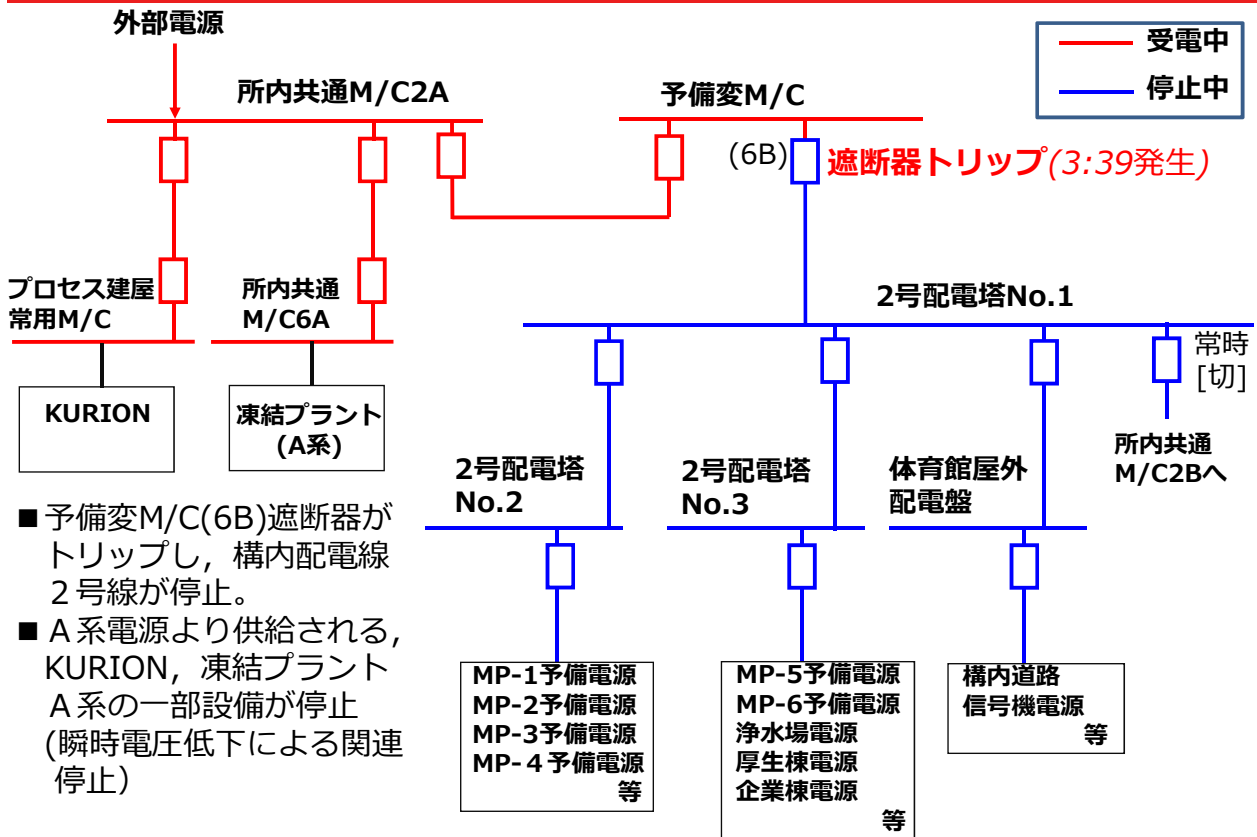 外部電源
受電中
停止中
所内共通M/C2A
予備変M/C
(6B)
遮断器トリップ(3:39発生)
プロセス建屋
常用M/C
所内共通
M/C6A
2号配電塔No.1
常時
[切]
KURION
凍結プラント
(A系)
所内共通
M/C2Bへ
2号配電塔
No.2
2号配電塔
No.3
体育館屋外
配電盤
■予備変M/C(6B)遮断器が
トリップし，構内配電線
２号線が停止。
■Ａ系電源より供給される，
KURION，凍結プラント
Ａ系の一部設備が停止
(瞬時電圧低下による関連
停止）
MP-1予備電源
MP-2予備電源
MP-3予備電源
MP-４予備電源
等
MP-5予備電源
MP-6予備電源
浄水場電源
厚生棟電源
企業棟電源
等
構内道路
信号機電源
等